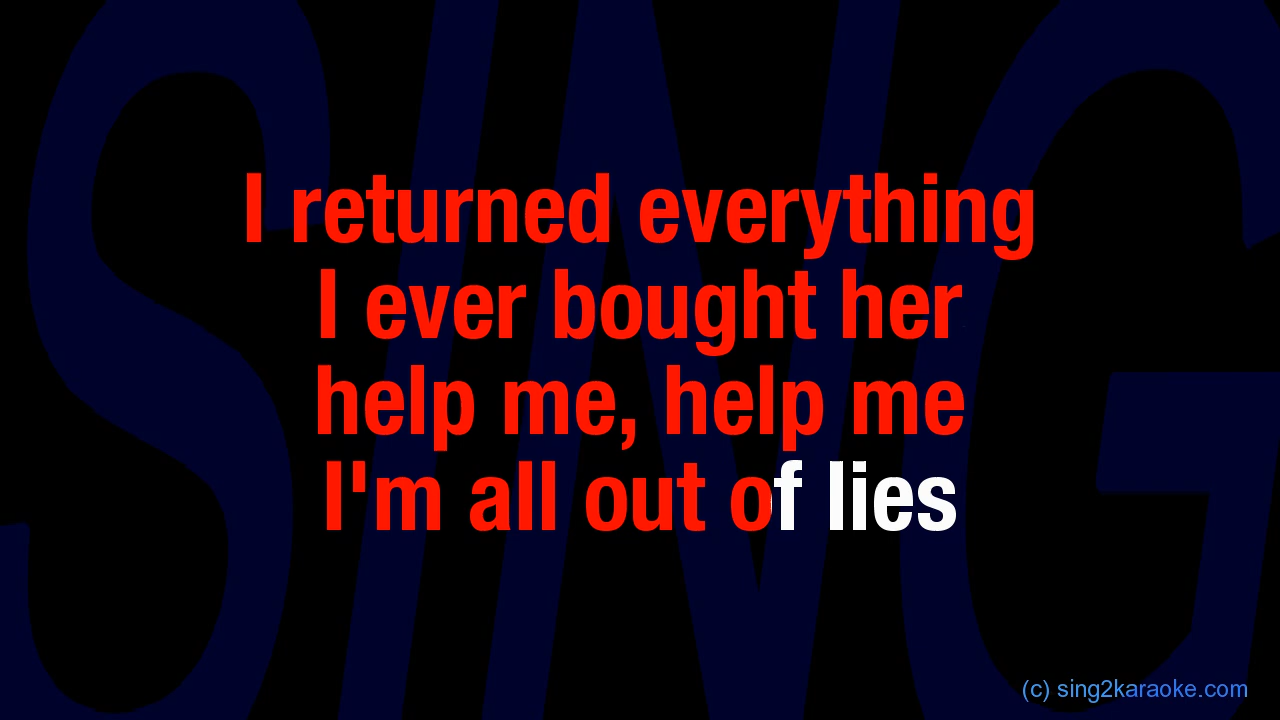 SING
I returned everything
I ever bought her
help me, help me
I'm all out of lies
(c) sing2karaoke.com